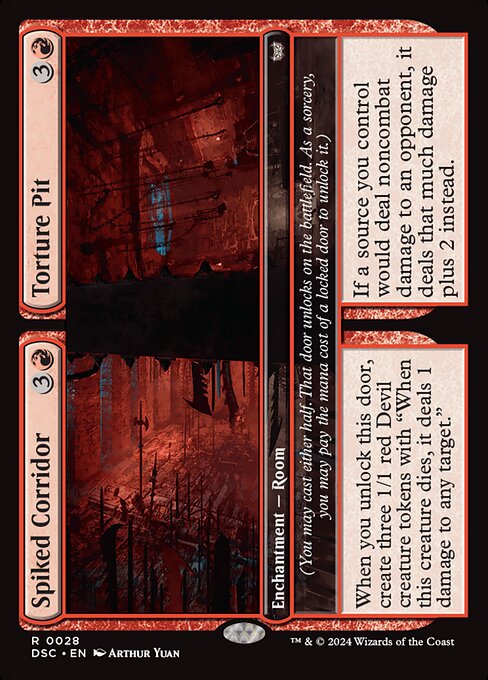 Spiked Corridor
3
When you unlock this door,
create three 1/1 red Devil
creature tokens with “When
this creature dies, it deals 1
damage to any target.”
Torture Pit
3
If a source you control
would deal noncombat
damage to an opponent, it
deals that much damage
plus 2 instead.
Enchantment — Room
(You may cast either half. That door unlocks on the battlefield. As a sorcery,
you may pay the mana cost of a locked door to unlock it.)
R 0028
DSC • EN ARTHUR YUAN
™ & © 2024 Wizards of the Coast